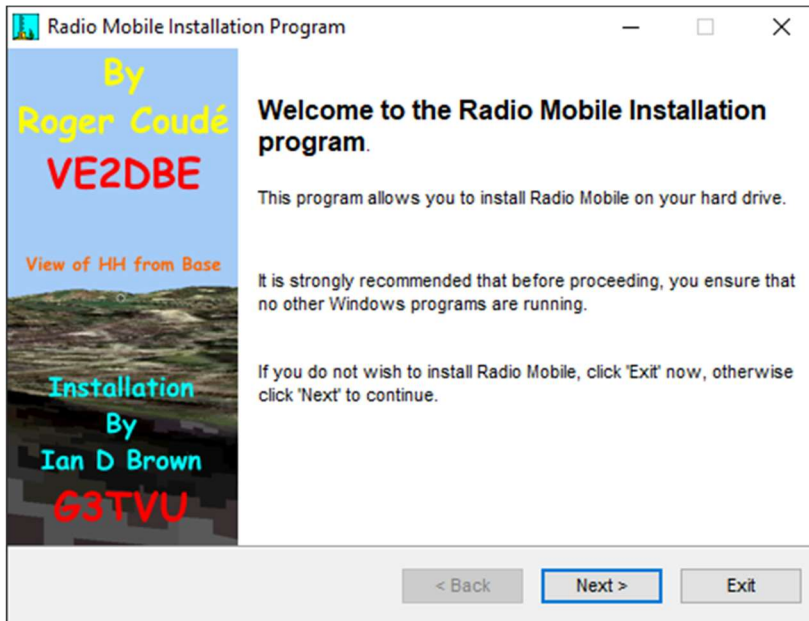 Radio Mobile Installation Program
By
Roger Coudé
VE2DBE
View of HH from Base
Installation
By
Ian D Brown
G3TVU
Welcome to the Radio Mobile Installation
program.
This program allows you to install Radio Mobile on your hard drive.
It is strongly recommended that before proceeding, you ensure that
no other Windows programs are running.
If you do not wish to install Radio Mobile, click 'Exit' now, otherwise
click 'Next' to continue.
< Back
Next >
Exit